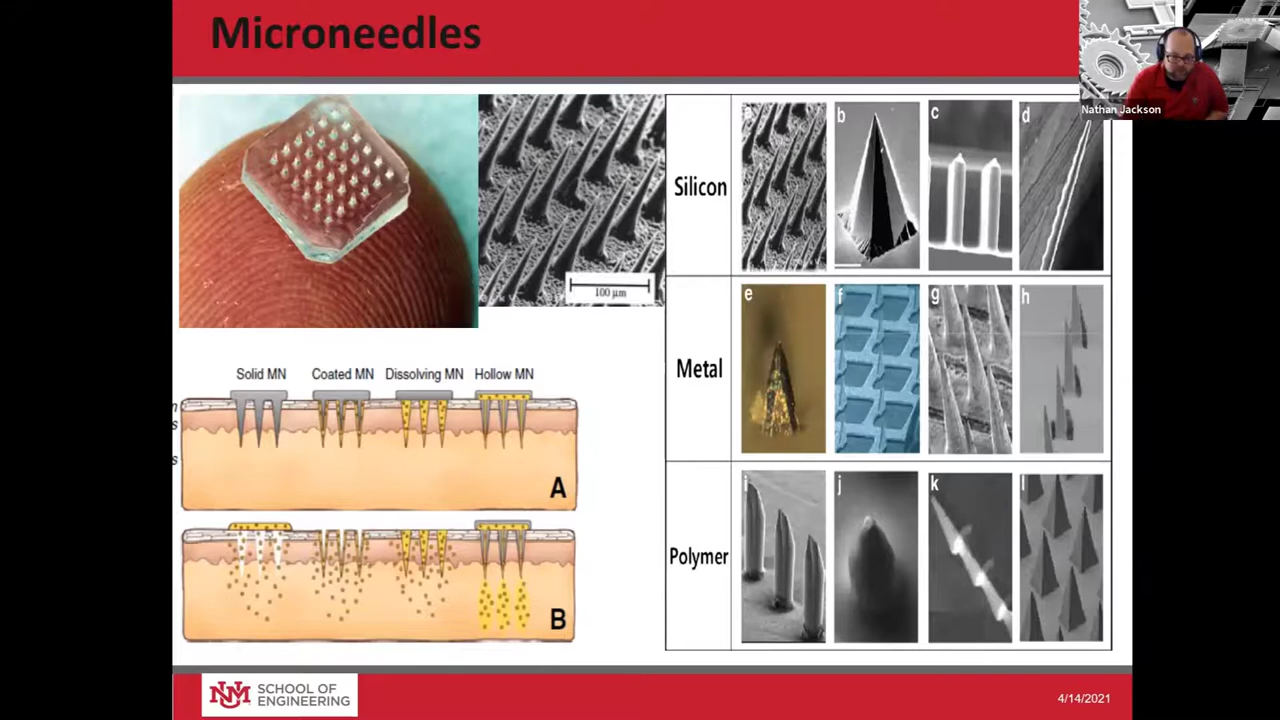 Microneedles
Nathan Jackson
100 μm
Solid MN
Coated MN
Dissolving MN
Hollow MN
n
s
s
A
B
Silicon
b
c
d
Metal
e
f
g
h
Polymer
i
j
k
l
UNM SCHOOL OF
ENGINEERING
4/14/2021